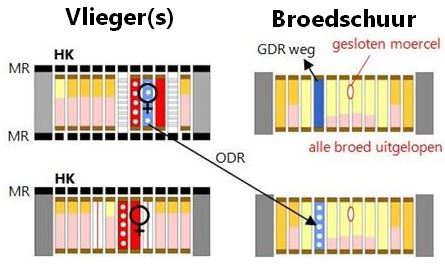 Vlieger(s)
Broedschuur
HK
GDR weg
gesloten moercel
MR
MR
alle broed uitgelopen
ODR
HK
MR